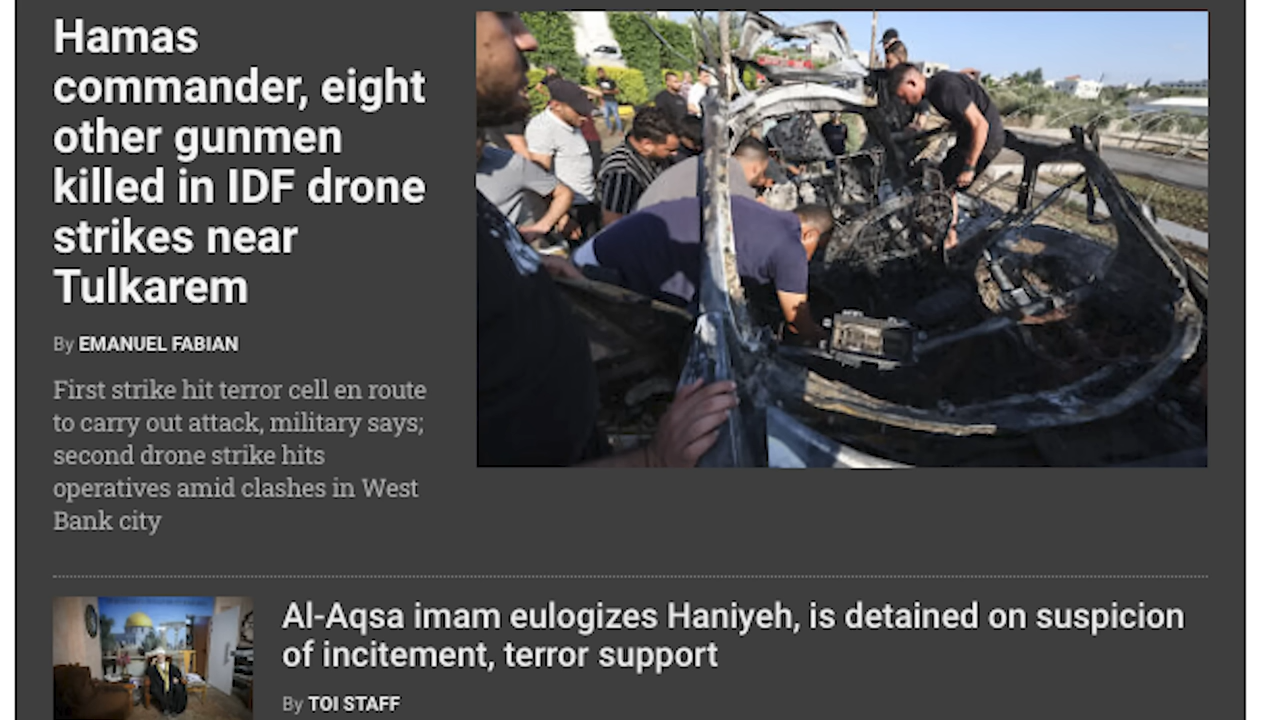 Hamas
commander, eight
other gunmen
killed in IDF drone
strikes near
Tulkarem
By EMANUEL FABIAN
First strike hit terror cell en route
to carry out attack, military says;
second drone strike hits
operatives amid clashes in West
Bank city
Al-Aqsa imam eulogizes Haniyeh, is detained on suspicion
of incitement, terror support
By TOI STAFF